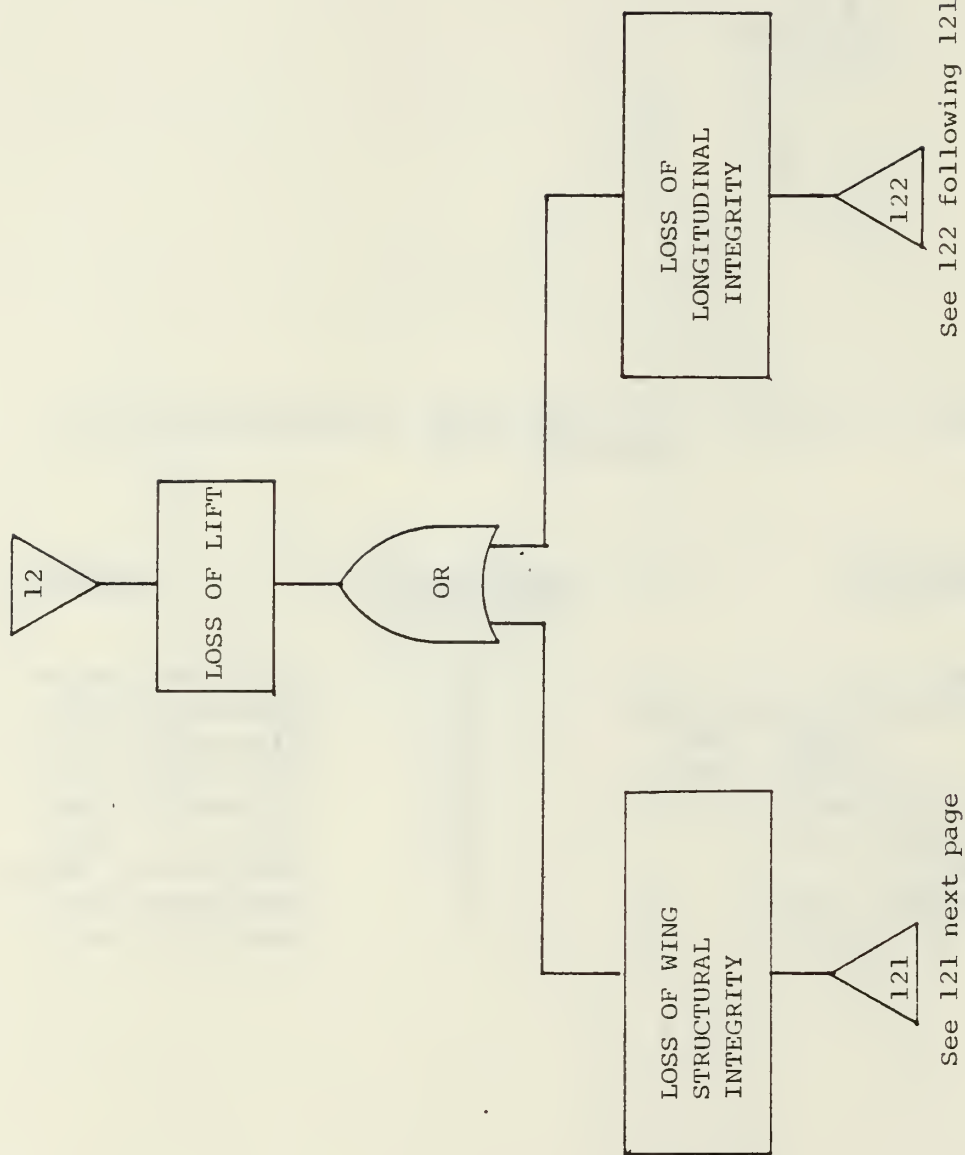 12
LOSS OF LIFT
OR
LOSS OF WING
STRUCTURAL
INTEGRITY
LOSS OF
LONGITUDINAL
INTEGRITY
121
122
See 121 next page
See 122 following 121